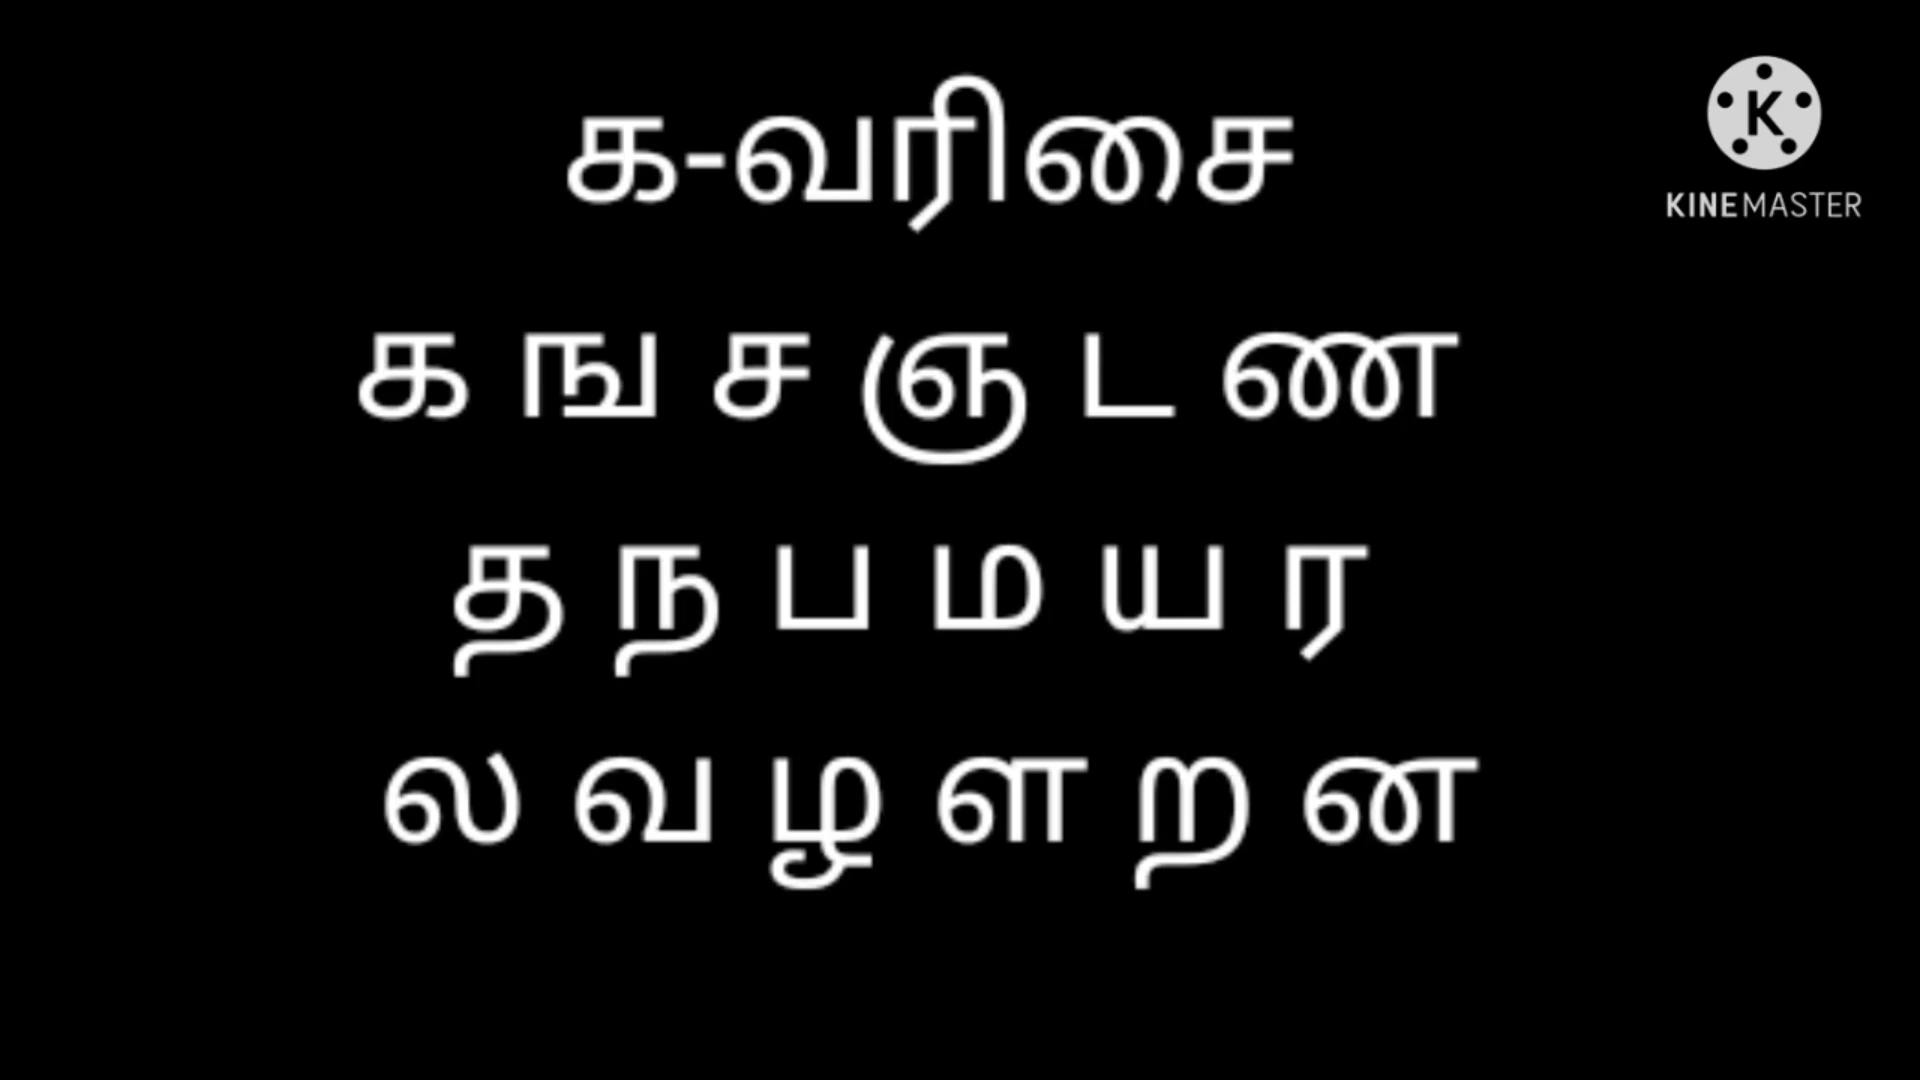 க-வரிசை
KINEMASTER
க ங ச ஞ ட ண
த ந ப ம ய ர
ல வ ழ ள ற ன